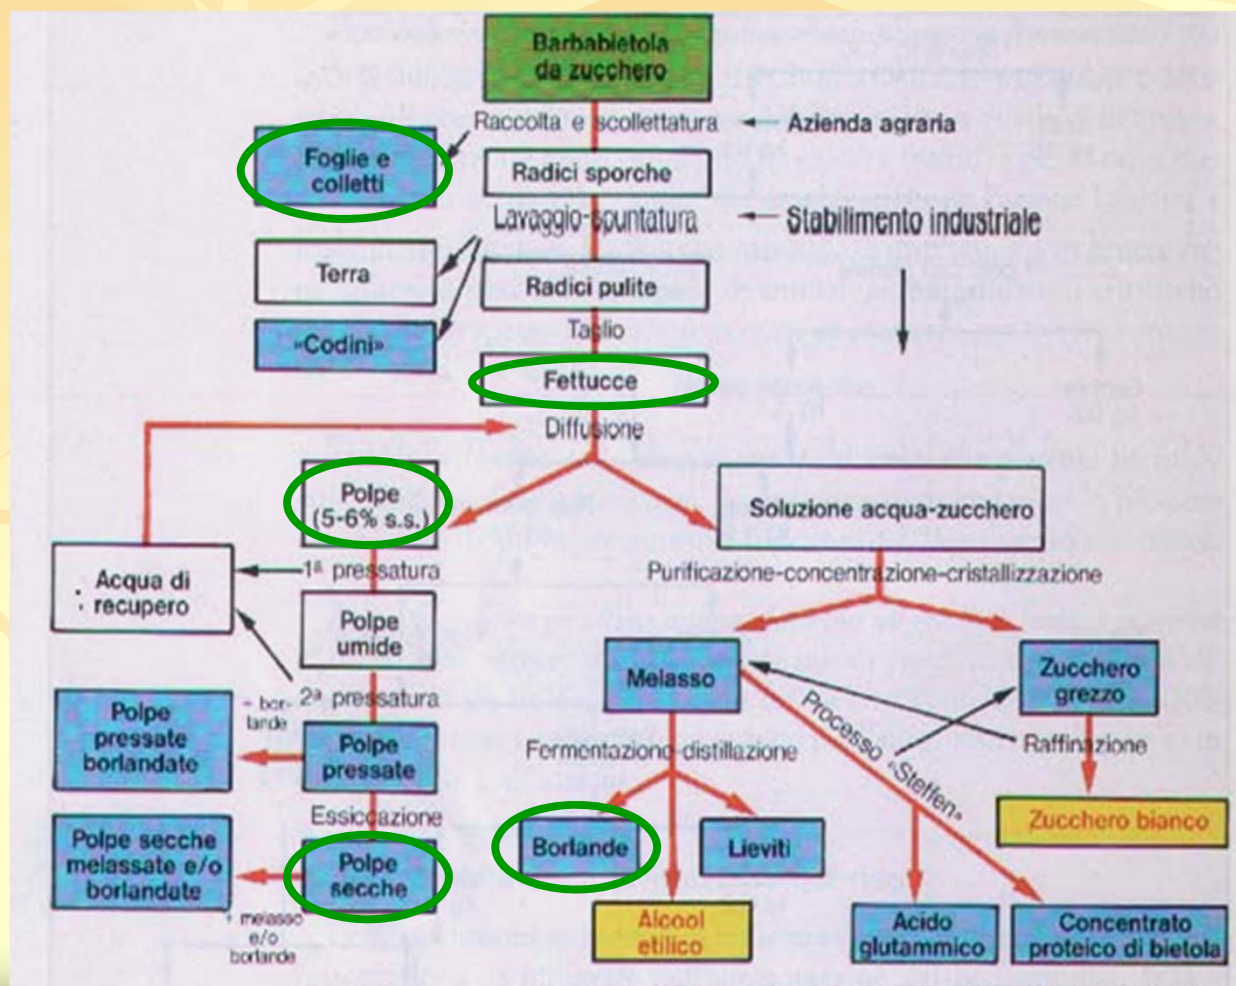 Barbabietola
da zucchero
Raccolta e scollettatura
Azienda agraria
Foglie e
colletti
Radici sporche
Lavaggio-spuntatura
Stabilimento industriale
Terra
Radici pulite
Taglio
«Codini»
Fettucce
Diffusione
Polpe
(5-6% s.s.)
Soluzione acqua-zucchero
Acqua di
recupero
1ª pressatura
Purificazione-concentrazione-cristallizzazione
Polpe
umide
Melasso
Zucchero
grezzo
2ª pressatura
+ bor-
lande
Polpe
pressate
borlandate
Polpe
pressate
Fermentazione-distillazione
Processo «Steffen»
Raffinazione
Essiccazione
Zucchero bianco
Polpe secche
melassate e/o
borlandate
Polpe
secche
Borlande
Lieviti
+ melasso
e/o
borlande
Alcool
etilico
Acido
glutammico
Concentrato
proteico di bietola